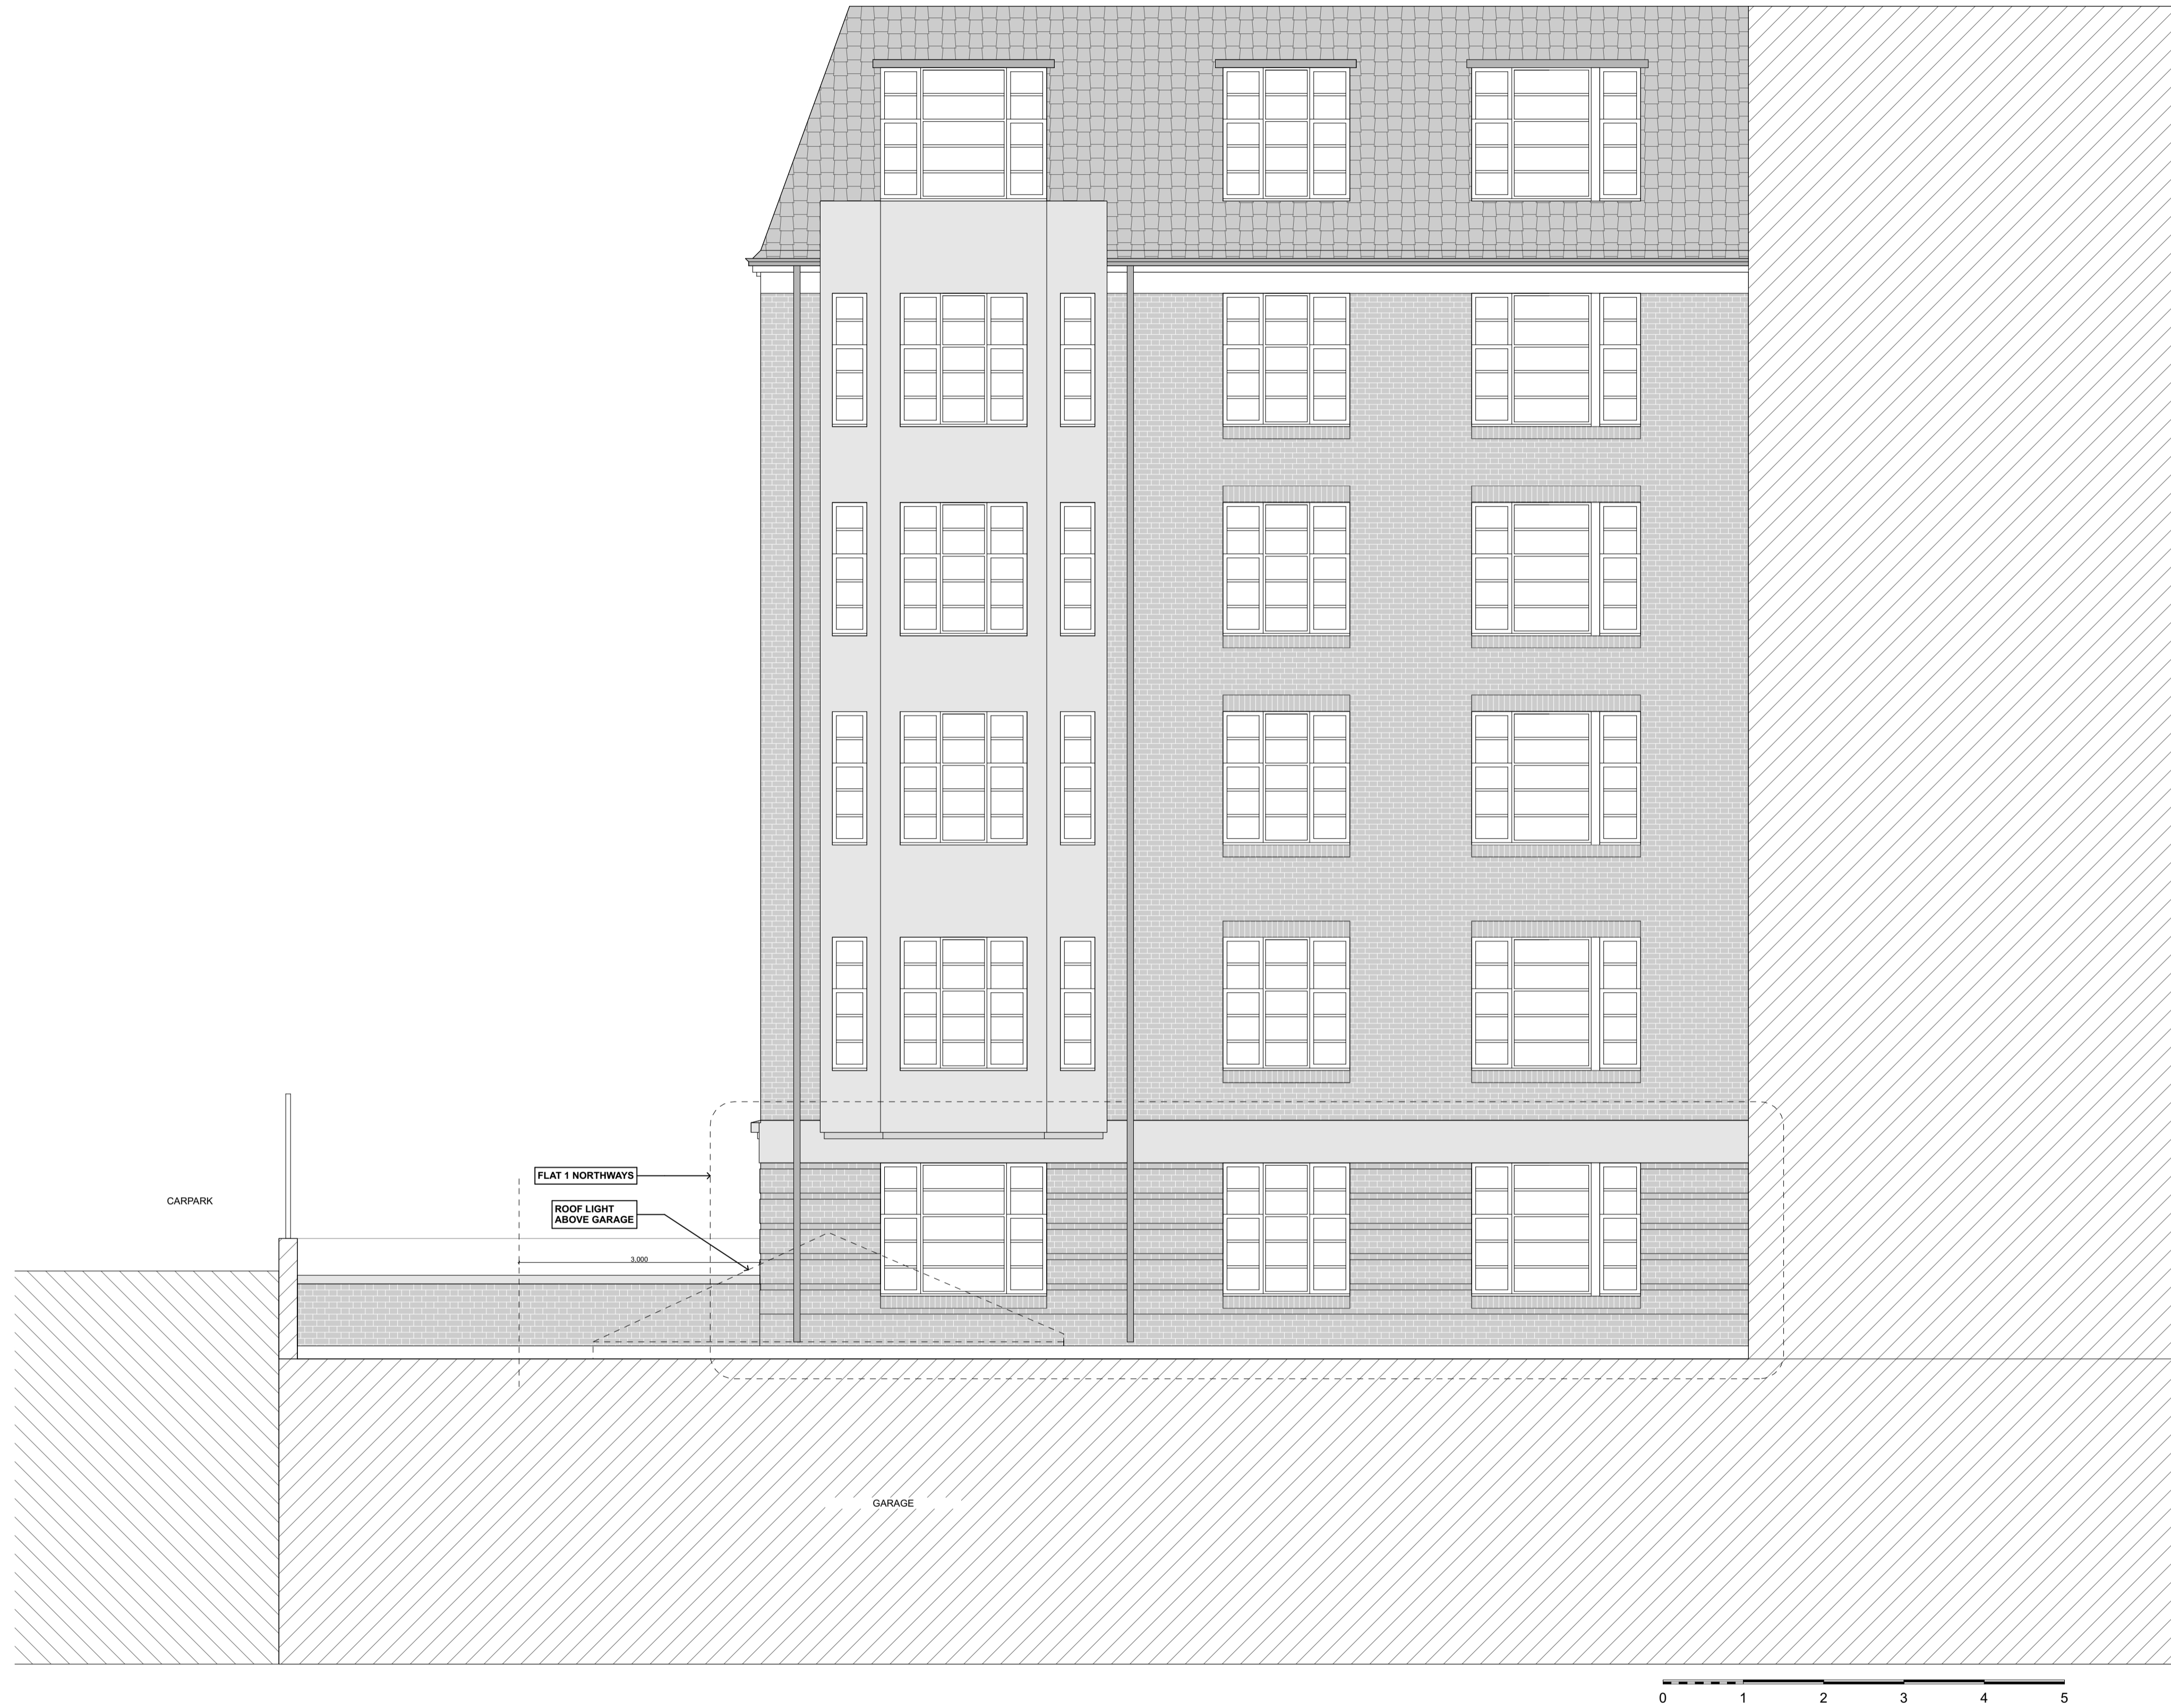 FLAT 1 NORTHWAYS
CARPARK
ROOF LIGHT
ABOVE GARAGE
3,000
GARAGE
0 1 2 3 4 5